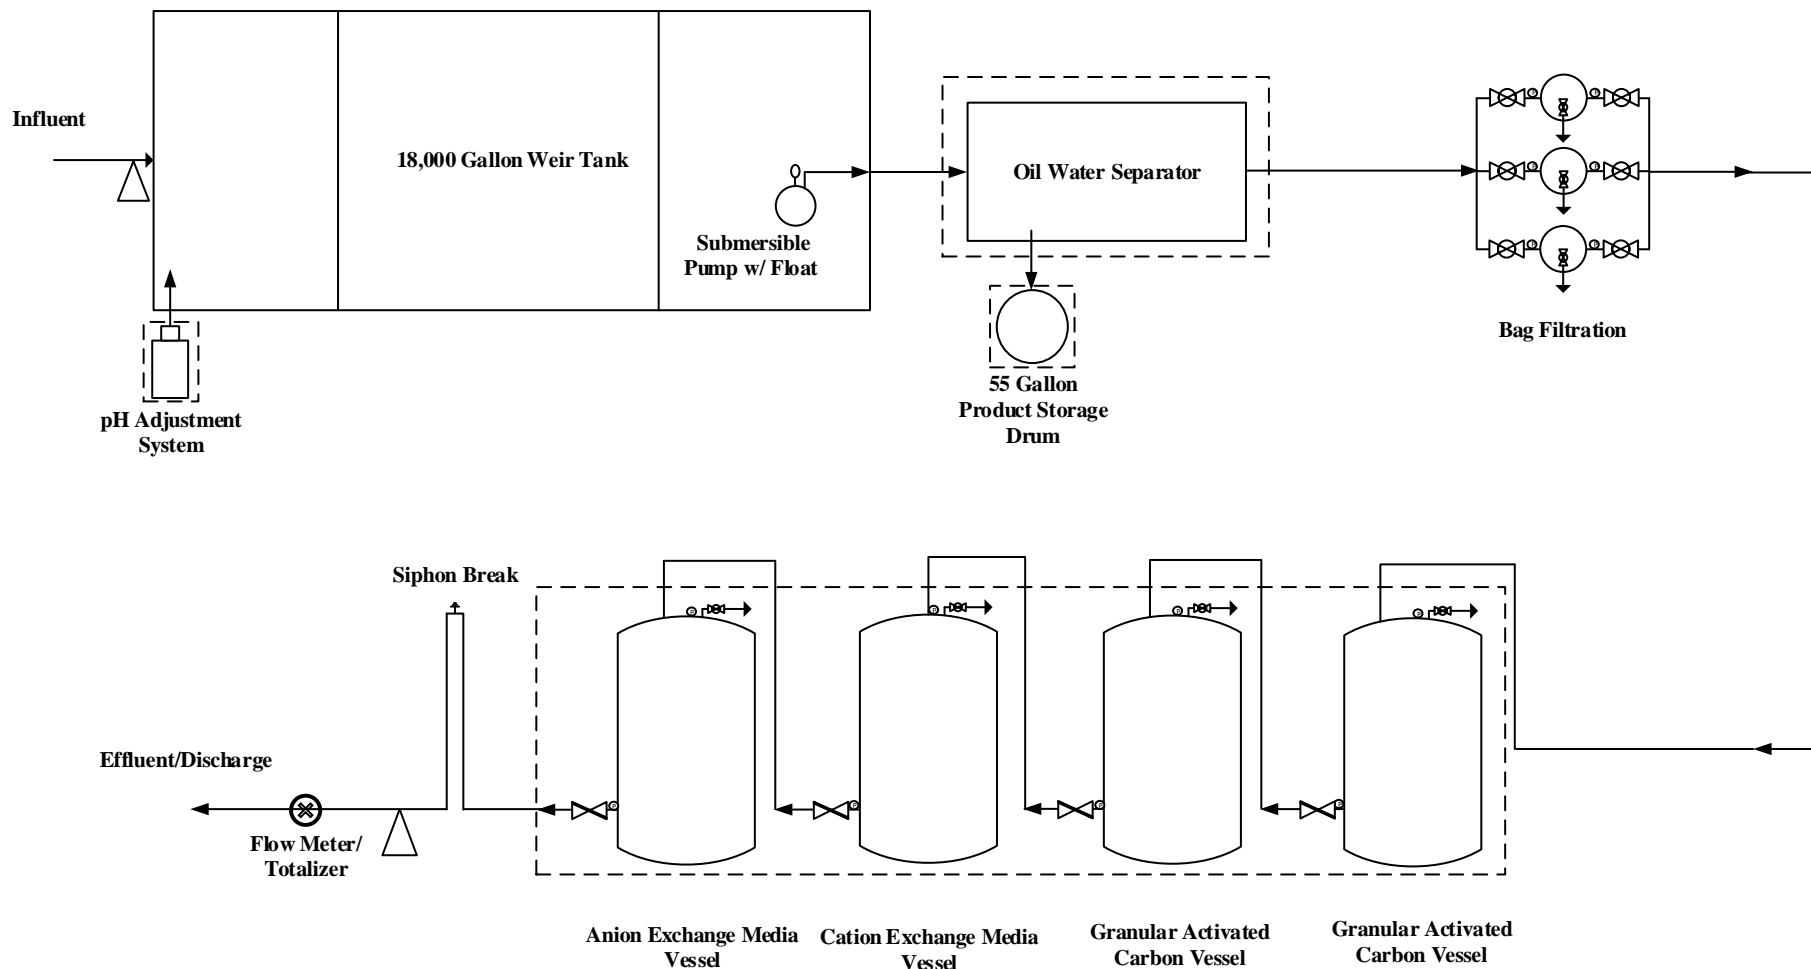 Influent
18,000 Gallon Weir Tank
Submersible
Pump w/ Float
pH Adjustment
System
Oil Water Separator
55 Gallon
Product Storage
Drum
Bag Filtration
Siphon Break
Effluent/Discharge
Flow Meter/
Totalizer
Anion Exchange Media
Vessel
Cation Exchange Media
Vessel
Granular Activated
Carbon Vessel
Granular Activated
Carbon Vessel
P
P
P
P
P
P
P
P
P
P
P
P
P
P